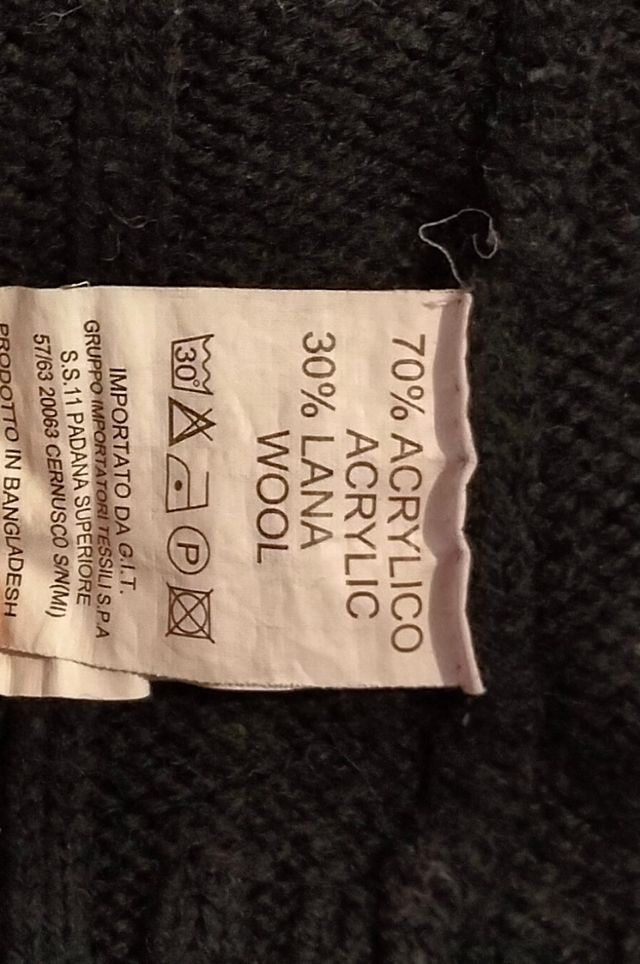 70% ACRYLICO
ACRYLIC
30% LANA
WOOL
30° P
IMPORTATO DA G.I.T.
GRUPPO IMPORTATORI TESSILI S.P.A
S.S.11 PADANA SUPERIORE
57/63 20063 CERNUSCO S/N(MI)
PRODOTTO IN BANGLADESH